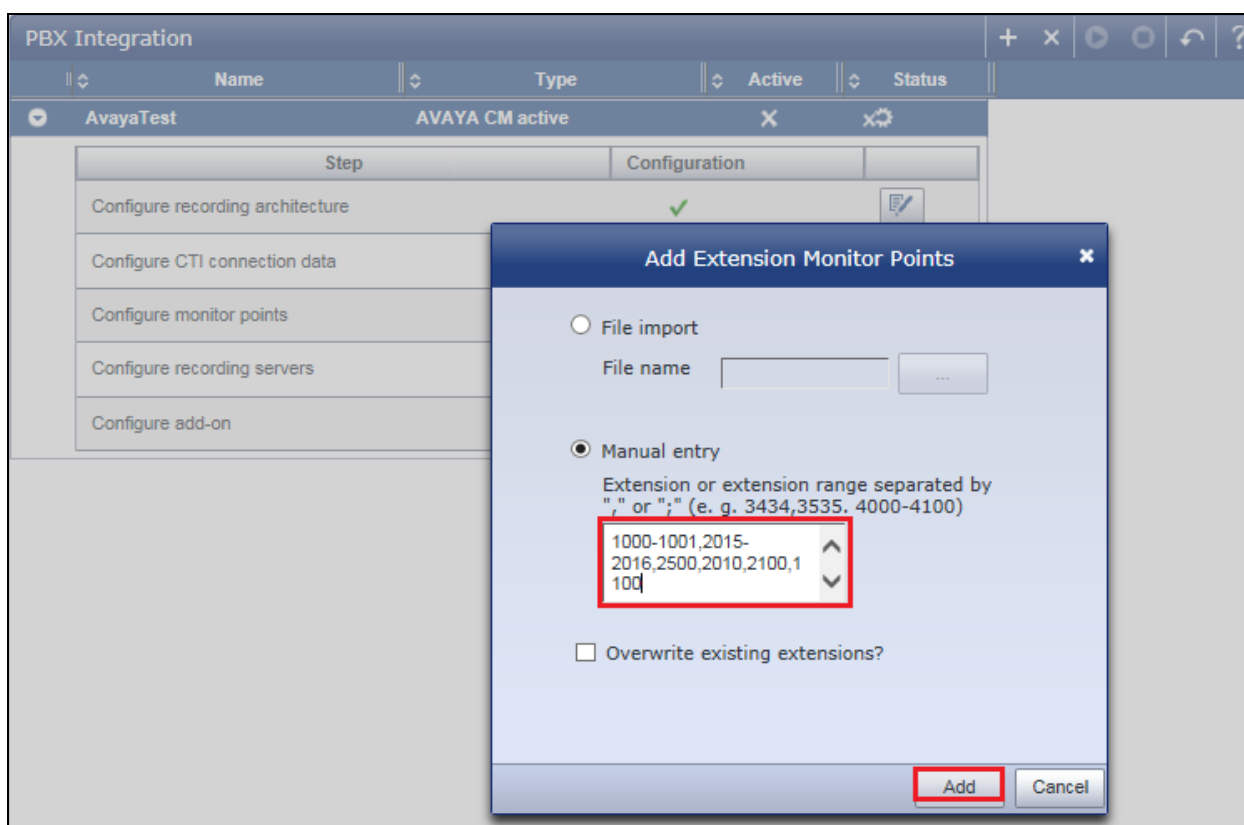 PBX Integration
Name Type Active Status
AvayaTest AVAYA CM active
Step Configuration
Configure recording architecture
Configure CTI connection data
Configure monitor points
Configure recording servers
Configure add-on
Add Extension Monitor Points
File import
File name ...
Manual entry
Extension or extension range separated by
"," or ";" (e. g. 3434,3535. 4000-4100)
1000-1001,2015-
2016,2500,2010,2100,1
100
Overwrite existing extensions?
Add Cancel